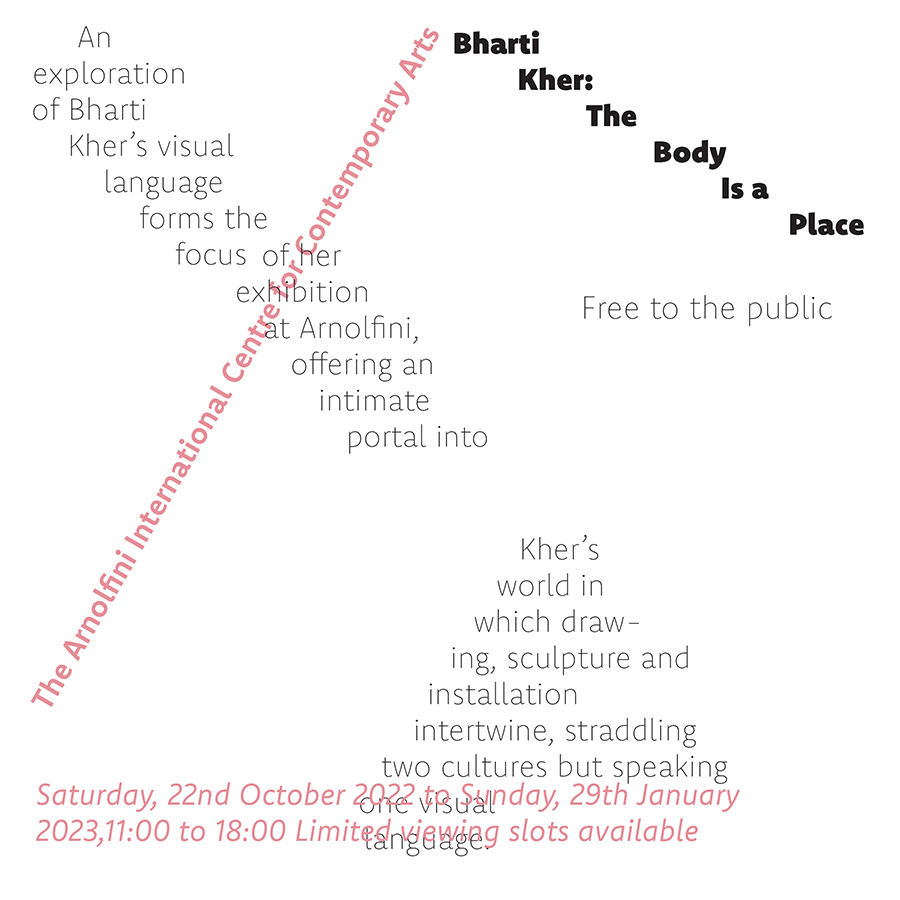 An
exploration
of Bharti
Kher’s visual
language
forms the
focus of her
exhibition
at Arnolfini,
offering an
intimate
portal into
The Arnolfini International Centre for Contemporary Arts
Bharti
Kher:
The
Body
Is a
Place
Free to the public
Kher’s
world in
which draw-
ing, sculpture and
installation
intertwine, straddling
two cultures but speaking
one visual
language.
Saturday, 22nd October 2022 to Sunday, 29th January
2023,11:00 to 18:00 Limited viewing slots available